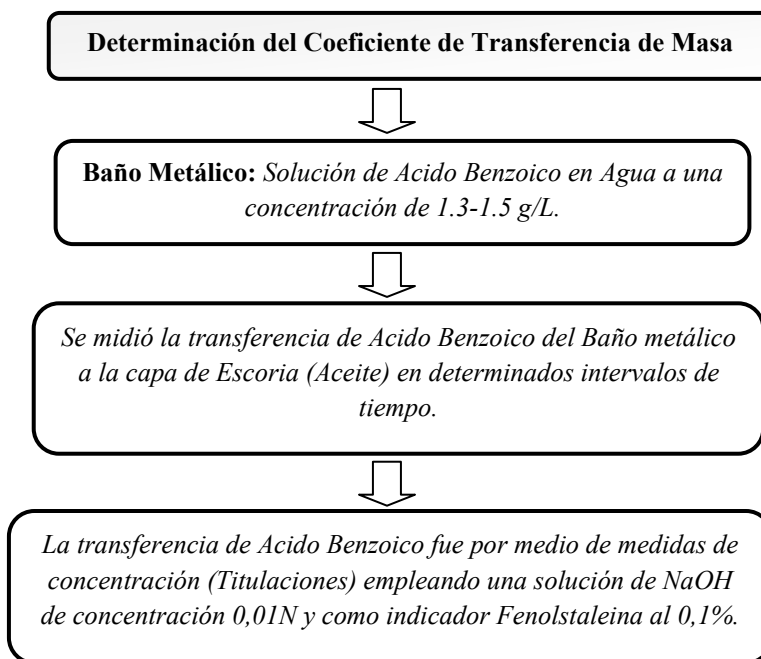 Determinación del Coeficiente de Transferencia de Masa
Baño Metálico: Solución de Acido Benzoico en Agua a una
concentración de 1.3-1.5 g/L.
Se midió la transferencia de Acido Benzoico del Baño metálico
a la capa de Escoria (Aceite) en determinados intervalos de
tiempo.
La transferencia de Acido Benzoico fue por medio de medidas de
concentración (Titulaciones) empleando una solución de NaOH
de concentración 0,01N y como indicador Fenolstaleina al 0,1%.